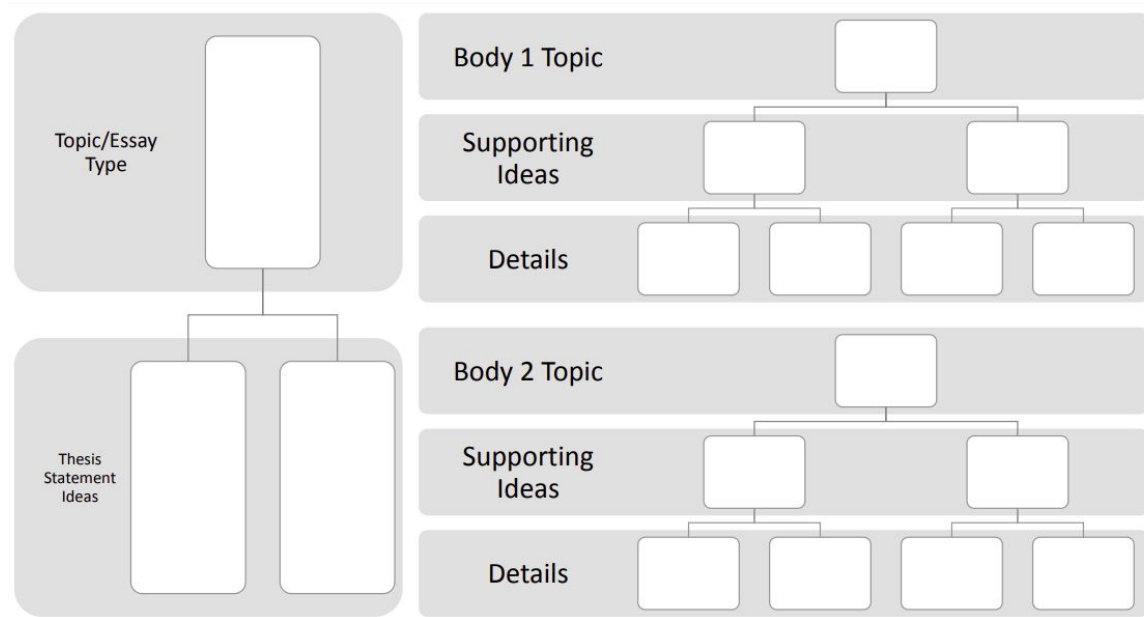 Topic/Essay
Type
Thesis
Statement
Ideas
Body 1 Topic
Supporting
Ideas
Details
Body 2 Topic
Supporting
Ideas
Details